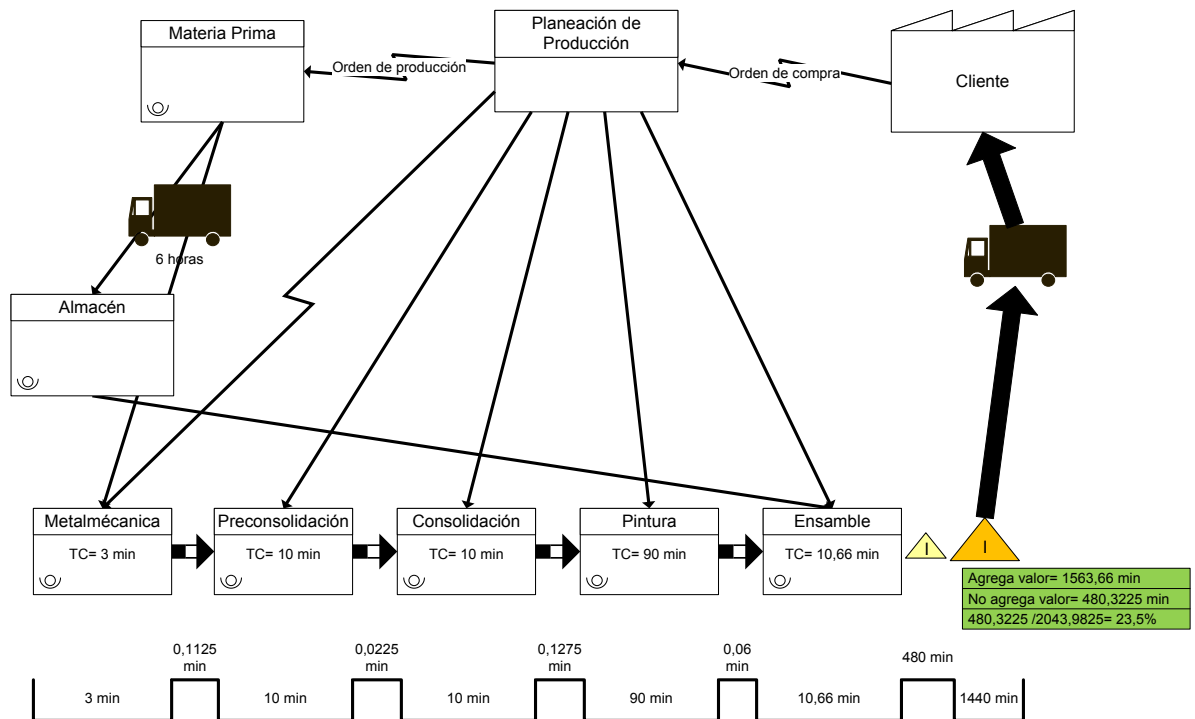 Materia Prima
Planeación de
Producción
Orden de producción
Orden de compra
Cliente
6 horas
Almacén
Metalmécanica
TC= 3 min
Preconsolidación
TC= 10 min
Consolidación
TC= 10 min
Pintura
TC= 90 min
Ensamble
TC= 10,66 min
I
I
Agrega valor= 1563,66 min
No agrega valor= 480,3225 min
480,3225 /2043,9825= 23,5%
3 min
0,1125
min
10 min
0,0225
min
10 min
0,1275
min
90 min
0,06
min
10,66 min
480 min
1440 min